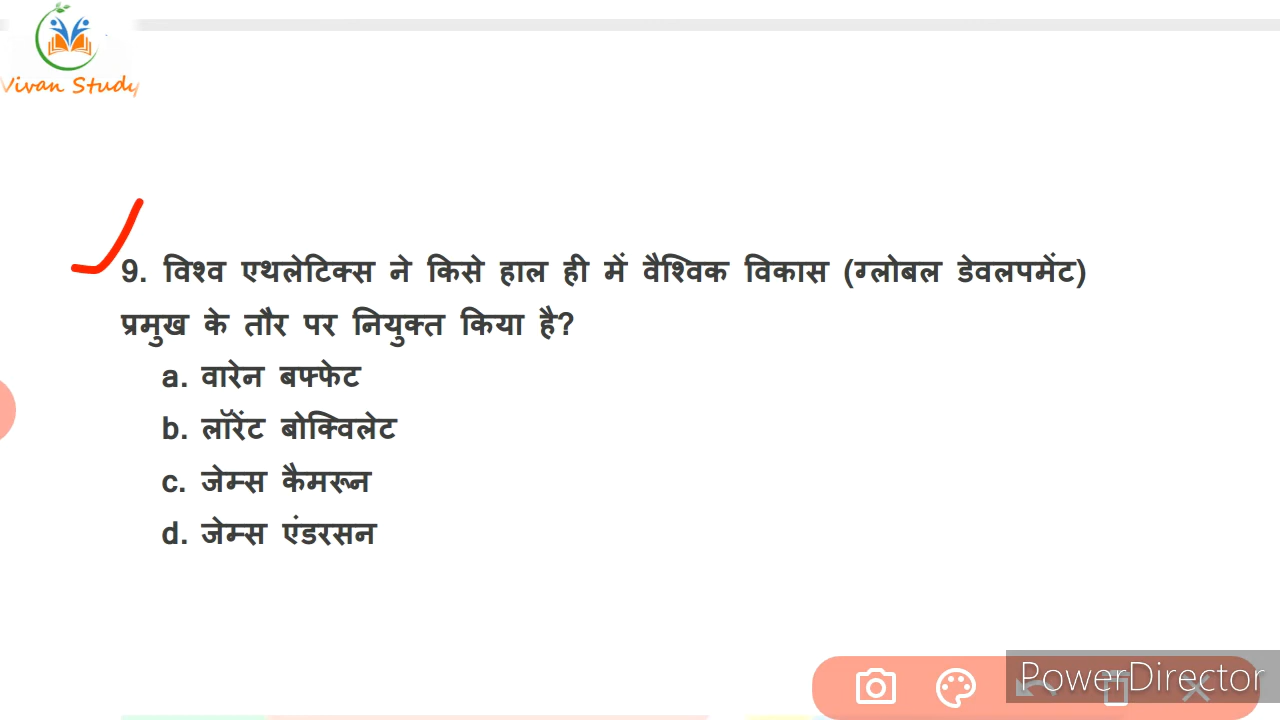 Vivan Study
9. विश्व एथलेटिक्स ने किसे हाल ही में वैश्विक विकास (ग्लोबल डेवलपमेंट)
प्रमुख के तौर पर नियुक्त किया है?
a. वारेन बफ्फेट
b. लॉरेंट बोक्विलेट
c. जेम्स कैमरून
d. जेम्स एंडरसन
PowerDirector